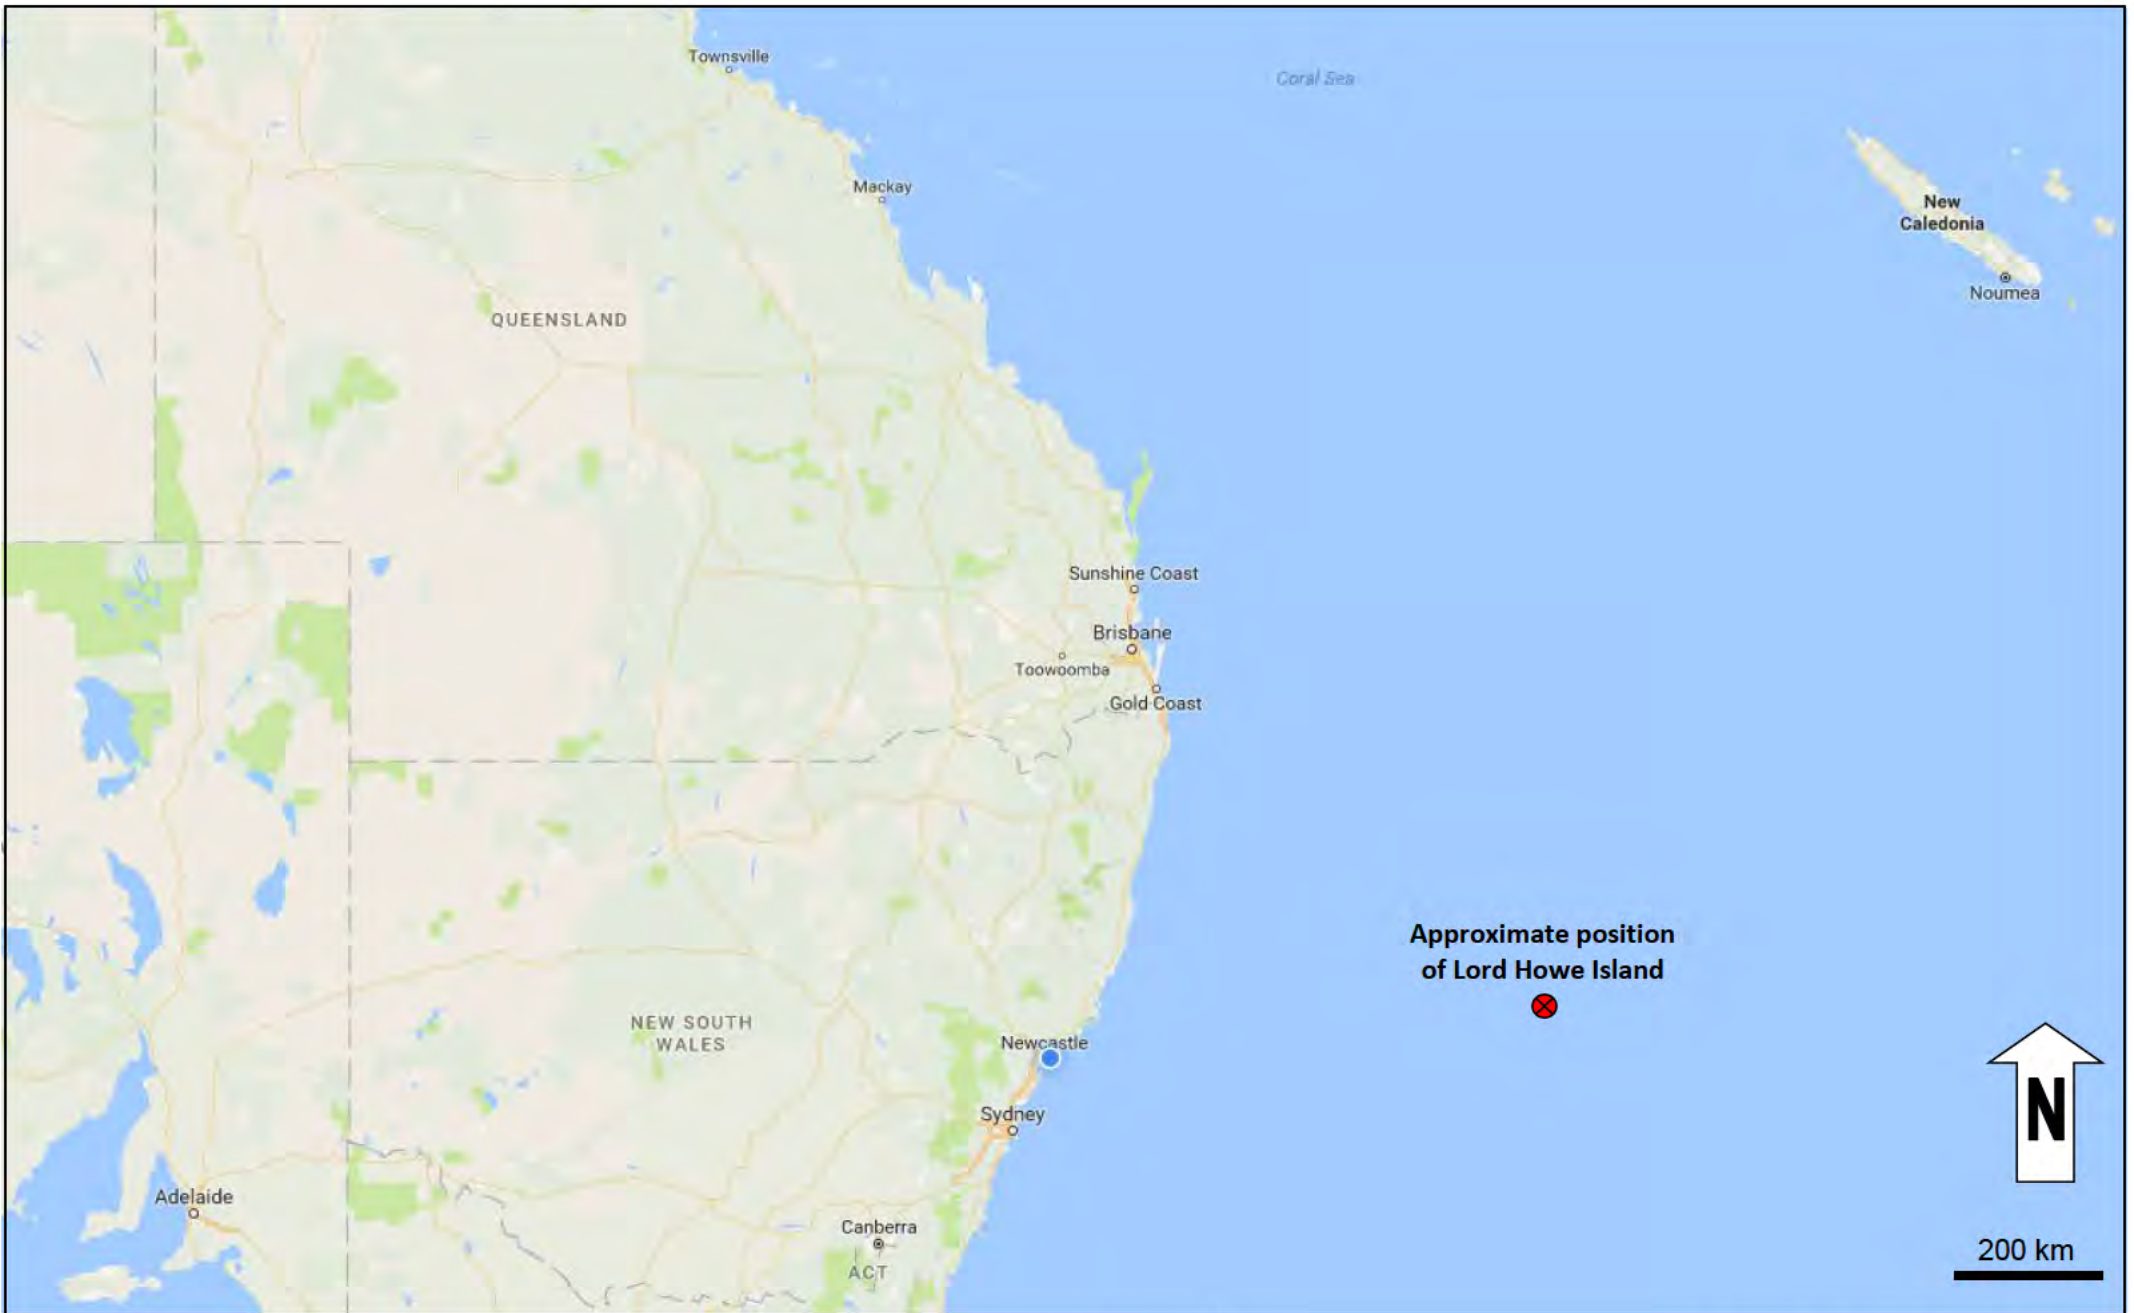 Townsville
Coral Sea
Mackay
New
Caledonia
Noumea
QUEENSLAND
Sunshine Coast
Brisbane
Toowoomba
Gold Coast
Approximate position
of Lord Howe Island
NEW SOUTH
WALES
Newcastle
N
Sydney
Adelaide
Canberra
ACT
200 km